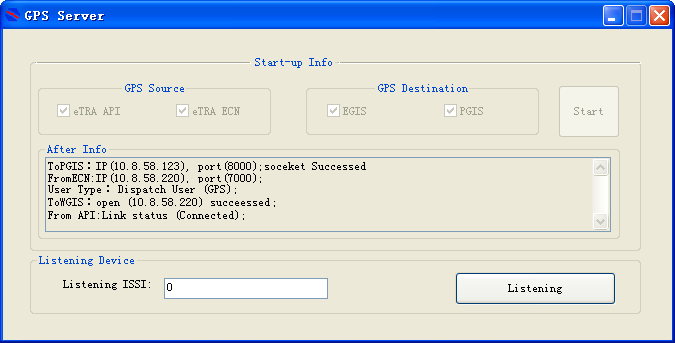 GPS Server
Start-up Info
GPS Source
GPS Destination
eTRA API
eTRA ECN
EGIS
PGIS
Start
After Info
ToPGIS：IP(10.8.58.123), port(8000);soceket Successed
FromECN:IP(10.8.58.220), port(7000);
User Type： Dispatch User (GPS);
ToWGIS：open (10.8.58.220) succeessed;
From API:Link status (Connected);
Listening Device
Listening ISSI:
0
Listening